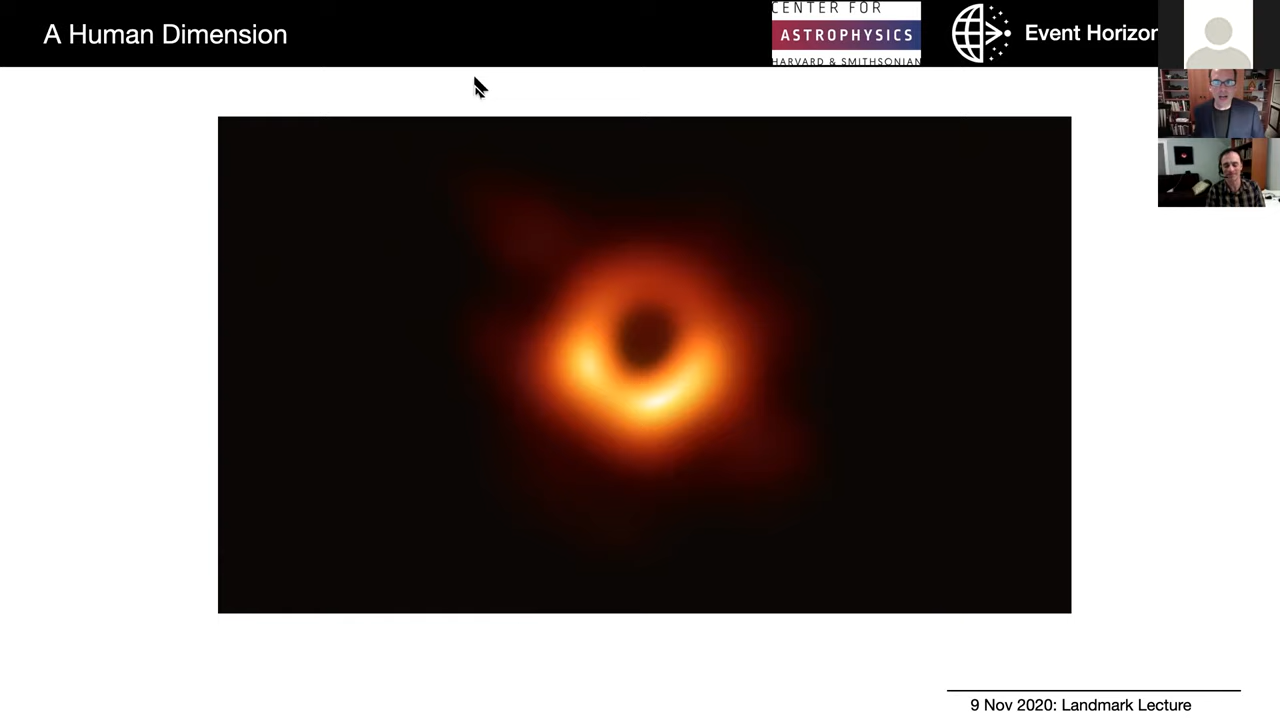 A Human Dimension
CENTER FOR
ASTROPHYSICS
HARVARD & SMITHSONIAN
Event Horizon
9 Nov 2020: Landmark Lecture